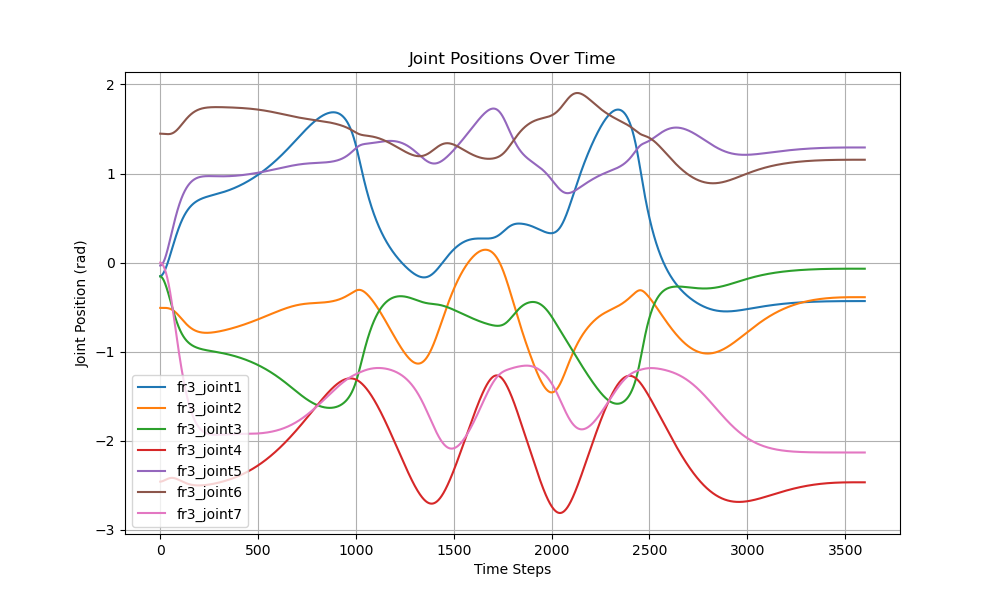 Joint Positions Over Time
Joint Position (rad)
2
1
0
−1
−2
−3
fr3_joint1
fr3_joint2
fr3_joint3
fr3_joint4
fr3_joint5
fr3_joint6
fr3_joint7
0 500 1000 1500 2000 2500 3000 3500
Time Steps